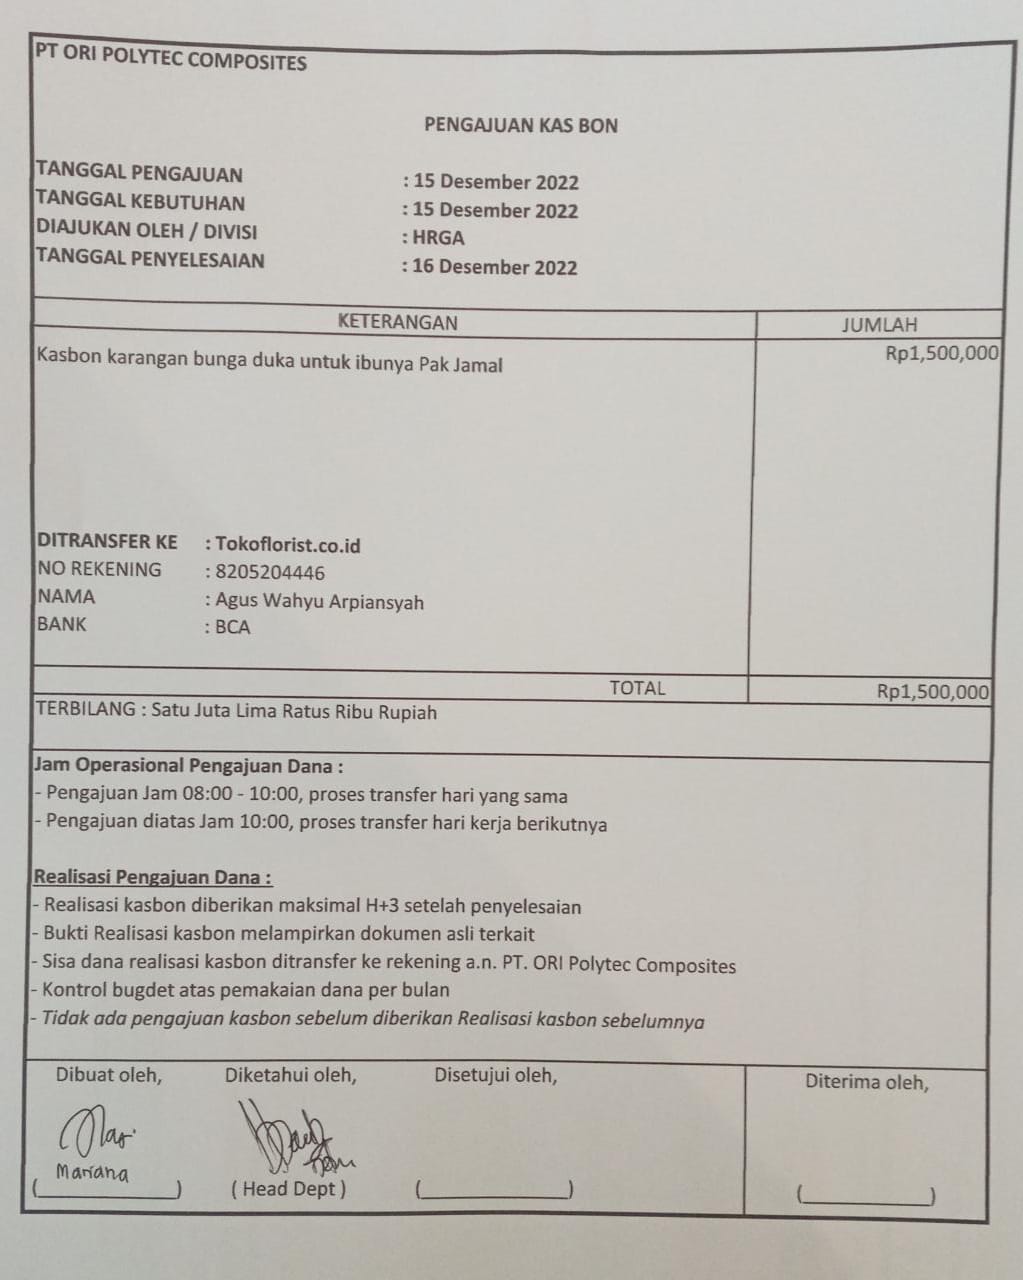 PT ORI POLYTEC COMPOSITES
PENGAJUAN KAS BON
TANGGAL PENGAJUAN : 15 Desember 2022
TANGGAL KEBUTUHAN : 15 Desember 2022
DIAJUKAN OLEH / DIVISI : HRGA
TANGGAL PENYELESAIAN : 16 Desember 2022
KETERANGAN JUMLAH
Kasbon karangan bunga duka untuk ibunya Pak Jamal Rp1,500,000
DITRANSFER KE : Tokoflorist.co.id
NO REKENING : 8205204446
NAMA : Agus Wahyu Arpiansyah
BANK : BCA
TOTAL Rp1,500,000
TERBILANG : Satu Juta Lima Ratus Ribu Rupiah
Jam Operasional Pengajuan Dana :
- Pengajuan Jam 08:00 - 10:00, proses transfer hari yang sama
- Pengajuan diatas Jam 10:00, proses transfer hari kerja berikutnya
Realisasi Pengajuan Dana :
- Realisasi kasbon diberikan maksimal H+3 setelah penyelesaian
- Bukti Realisasi kasbon melampirkan dokumen asli terkait
- Sisa dana realisasi kasbon ditransfer ke rekening a.n. PT. ORI Polytec Composites
- Kontrol bugdet atas pemakaian dana per bulan
- Tidak ada pengajuan kasbon sebelum diberikan Realisasi kasbon sebelumnya
Dibuat oleh, Diketahui oleh, Disetujui oleh, Diterima oleh,
Mariana
( Head Dept )